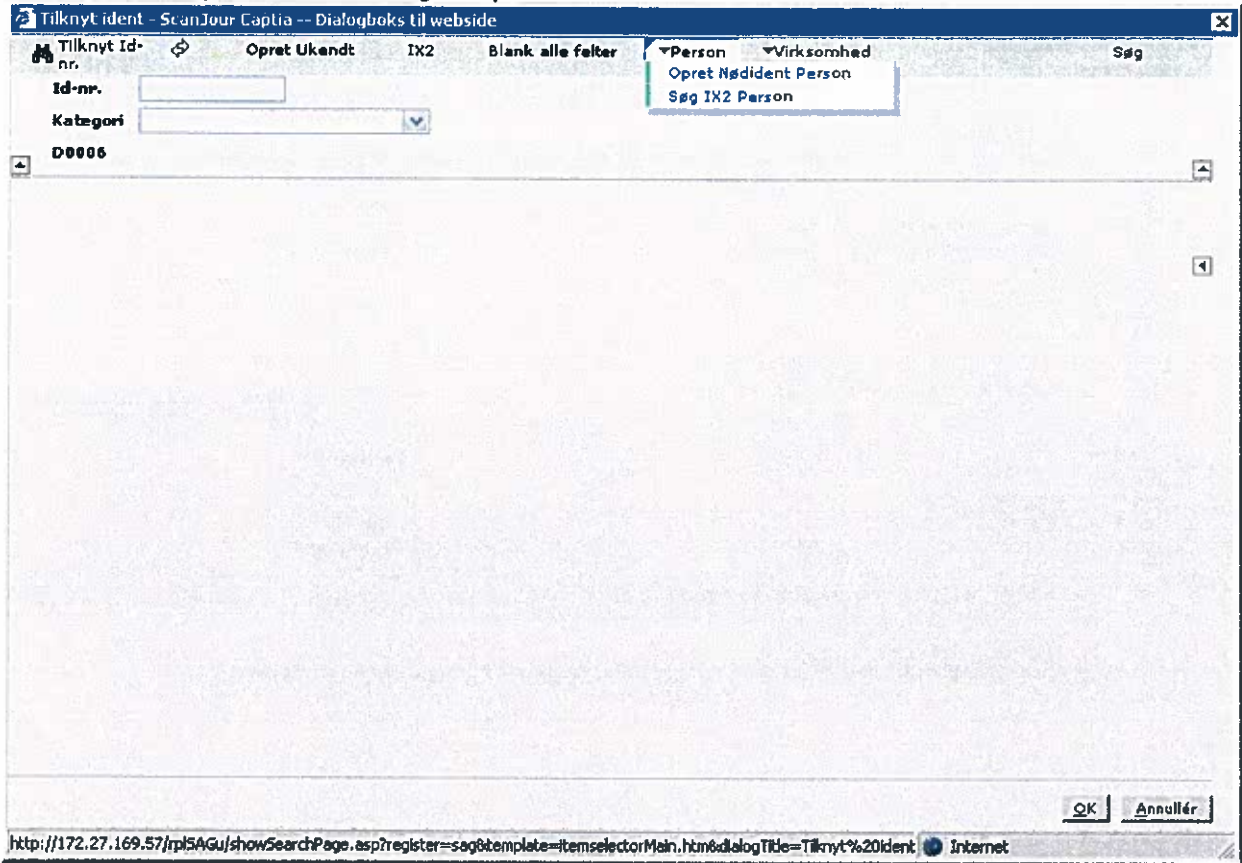 Tilknyt ident - ScanJour Captia -- Dialogboks til webside
Tilknyt Id-nr. Opret Ukendt IX2 Blank alle felter Person Virksomhed Søg
Opret Nødident Person
Id-nr.
Søg IX2 Person
Kategori
D0006
OK Annullér
http://172.27.169.57/rplSAGu/showSearchPage.asp?register=sag&template=itemselectorMain.htm&dialogTitle=Tilknyt%20ident Internet